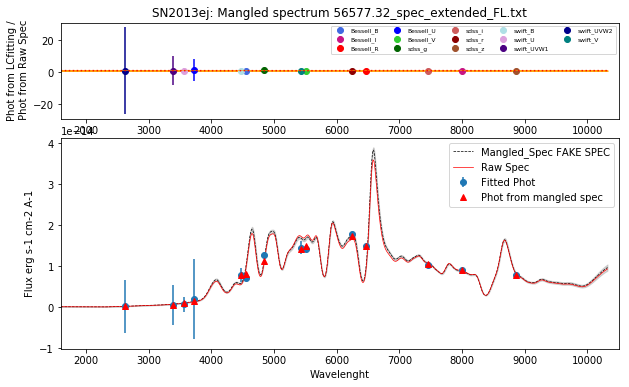 SN2013ej: Mangled spectrum 56577.32_spec_extended_FL.txt
Phot from LCfitting /
Phot from Raw Spec
20
0
−20
Bessell_B
Bessell_I
Bessell_R
Bessell_U
Bessell_V
sdss_g
sdss_i
sdss_r
sdss_z
swift_B
swift_U
swift_UVW1
swift_UVW2
swift_V
2000 3000 4000 5000 6000 7000 8000 9000 10000
1e−14
Flux erg s-1 cm-2 A-1
4
3
2
1
0
−1
Mangled_Spec FAKE SPEC
Raw Spec
Fitted Phot
Phot from mangled spec
2000 3000 4000 5000 6000 7000 8000 9000 10000
Wavelenght